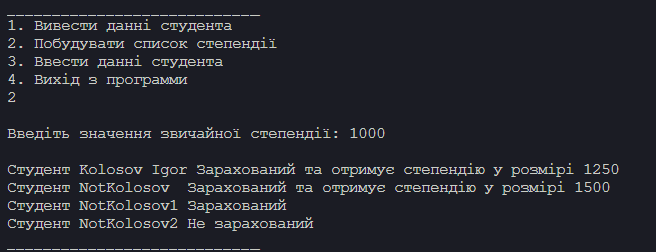 ____________________________
1. Вивести данні студента
2. Побудувати список степендії
3. Ввести данні студента
4. Вихід з программи
2
Введіть значення звичайної степендії: 1000
Студент Kolosov Igor Зарахований та отримує степендію у розмірі 1250
Студент NotKolosov  Зарахований та отримує степендію у розмірі 1500
Студент NotKolosov1 Зарахований
Студент NotKolosov2 Не зарахований
____________________________